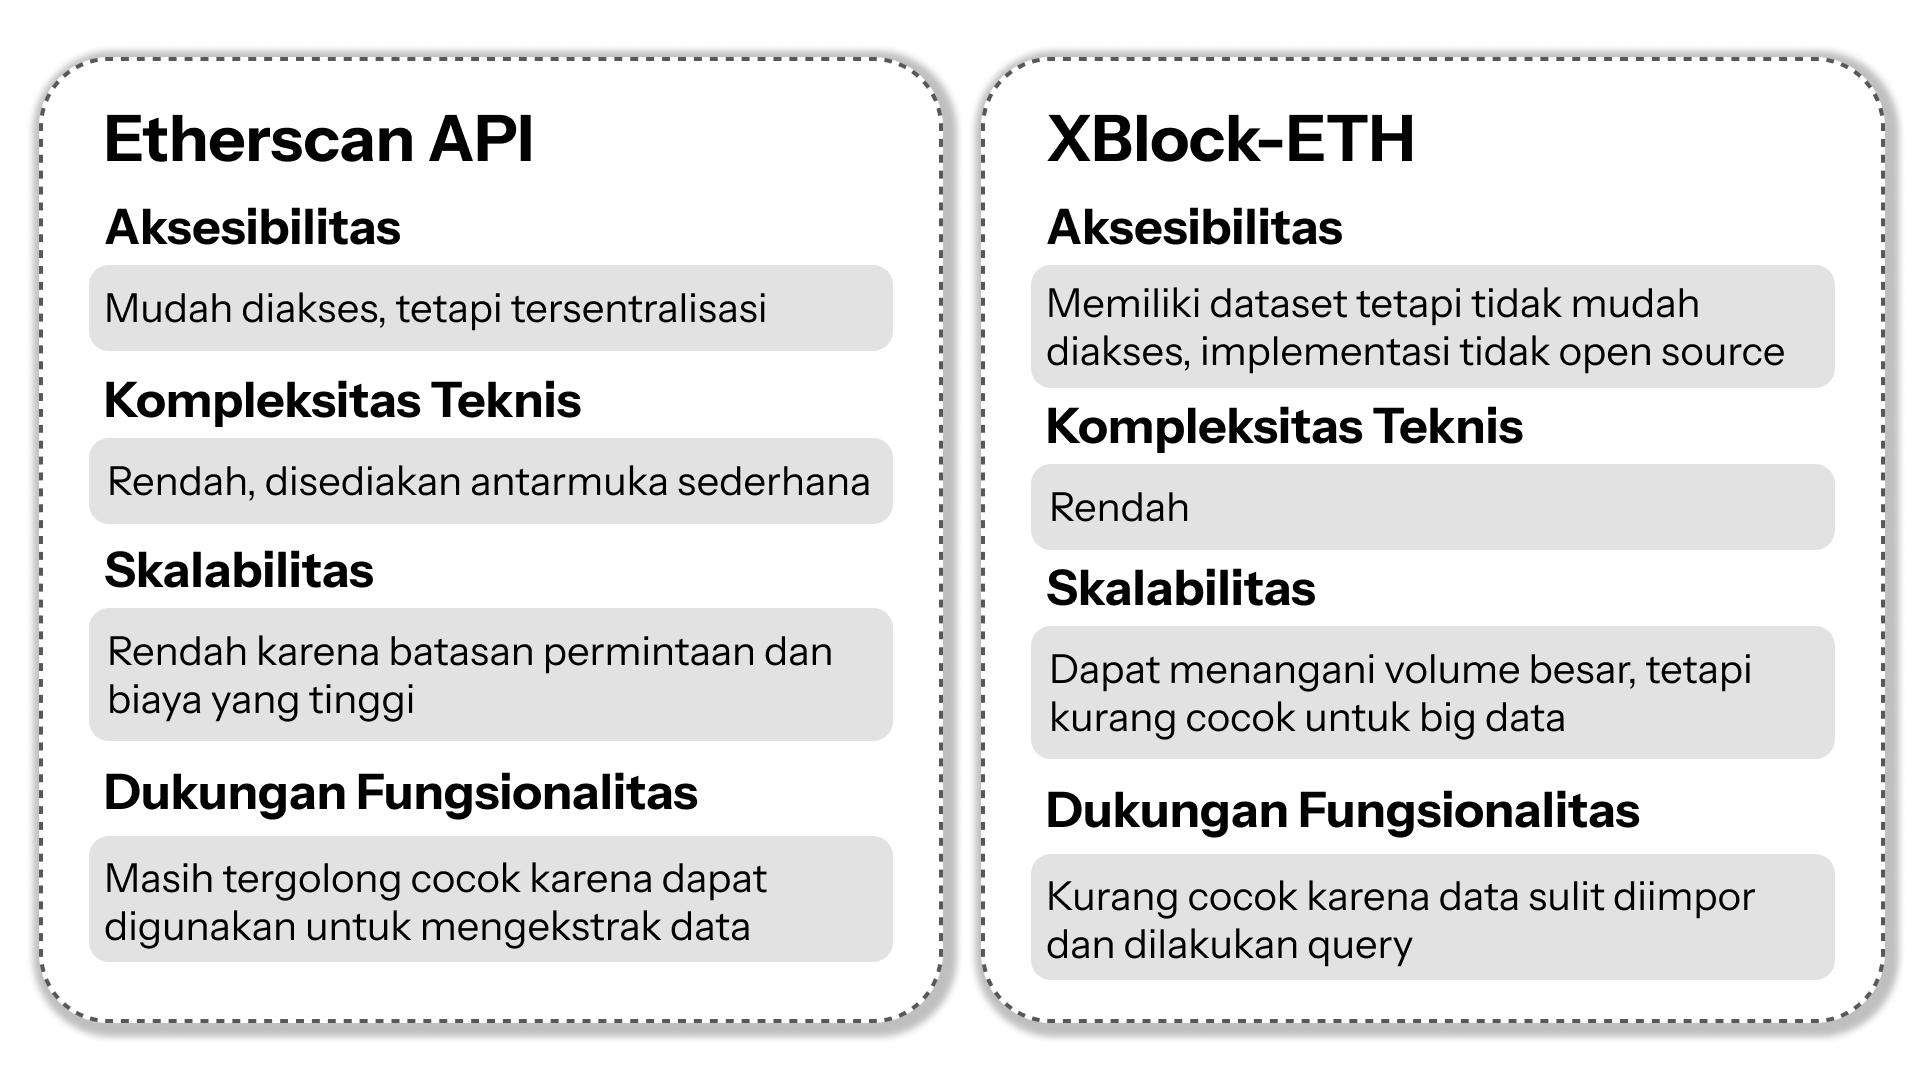 Etherscan API
Aksesibilitas
Mudah diakses, tetapi tersentralisasi
Kompleksitas Teknis
Rendah, disediakan antarmuka sederhana
Skalabilitas
Rendah karena batasan permintaan dan
biaya yang tinggi
Dukungan Fungsionalitas
Masih tergolong cocok karena dapat
digunakan untuk mengekstrak data
XBlock-ETH
Aksesibilitas
Memiliki dataset tetapi tidak mudah
diakses, implementasi tidak open source
Kompleksitas Teknis
Rendah
Skalabilitas
Dapat menangani volume besar, tetapi
kurang cocok untuk big data
Dukungan Fungsionalitas
Kurang cocok karena data sulit diimpor
dan dilakukan query